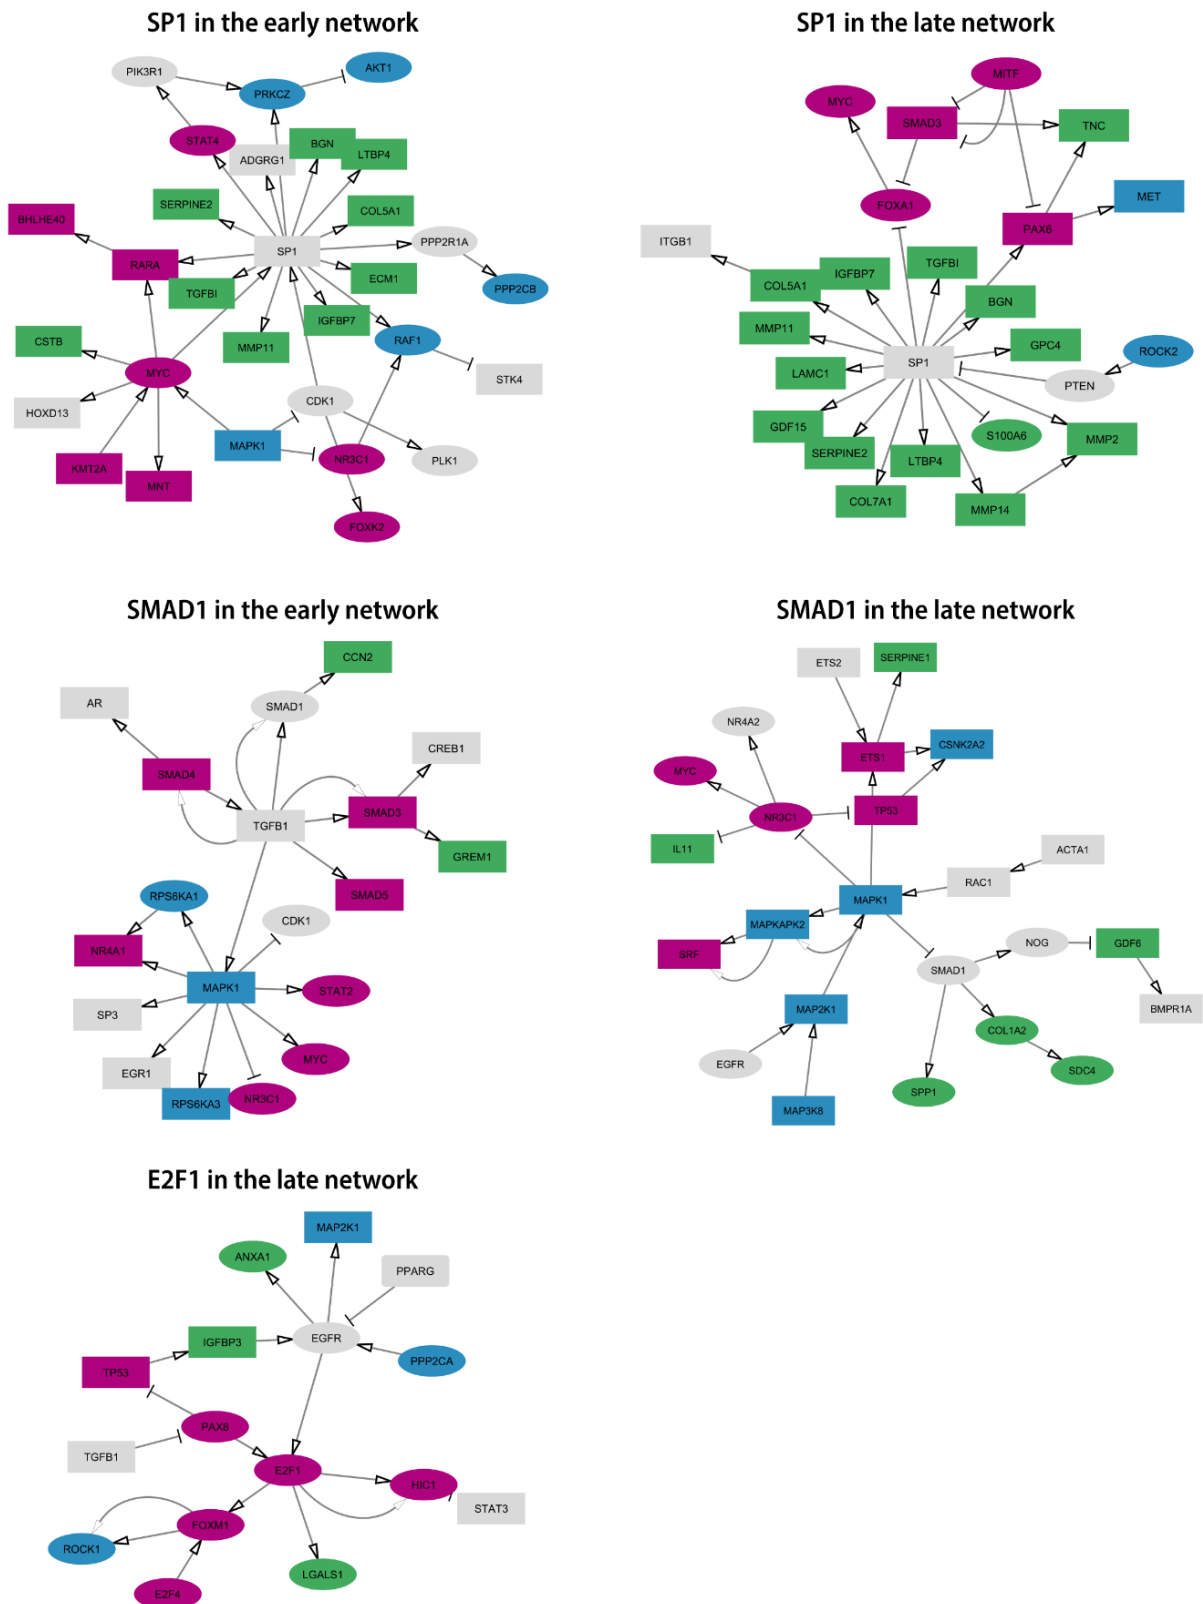 SP1 in the early network
PIK3R1
AKT1
PRKCZ
STAT4
ADGRG1
BGN
LTBP4
SERPINE2
COL5A1
BHLHE40
RARA
SP1
PPP2R1A
TGFBI
ECM1
PPP2CB
IGFBP7
MMP11
RAF1
CSTB
MYC
STK4
HOXD13
CDK1
MAPK1
KMT2A
MNT
NR3C1
PLK1
FOXK2
SP1 in the late network
MITF
MYC
SMAD3
TNC
FOXA1
MET
PAX6
ITGB1
COL5A1
IGFBP7
TGFBI
BGN
MMP11
GPC4
ROCK2
SP1
LAMC1
PTEN
GDF15
SERPINE2
LTBP4
S100A6
MMP2
COL7A1
MMP14
SMAD1 in the early network
CCN2
AR
SMAD1
CREB1
SMAD4
SMAD3
TGFB1
GREM1
SMAD5
RPS6KA1
CDK1
NR4A1
MAPK1
STAT2
SP3
MYC
EGR1
RPS6KA3
NR3C1
SMAD1 in the late network
ETS2
SERPINE1
NR4A2
ETS1
CSNK2A2
MYC
NR3C1
TP53
IL11
ACTA1
RAC1
MAPK1
MAPKAPK2
SRF
NOG
GDF6
SMAD1
BMPR1A
MAP2K1
COL1A2
EGFR
SDC4
SPP1
MAP3K8
E2F1 in the late network
MAP2K1
ANXA1
PPARG
IGFBP3
EGFR
PPP2CA
TP53
PAX8
TGFB1
E2F1
HIC1
STAT3
FOXM1
ROCK1
LGALS1
E2F4